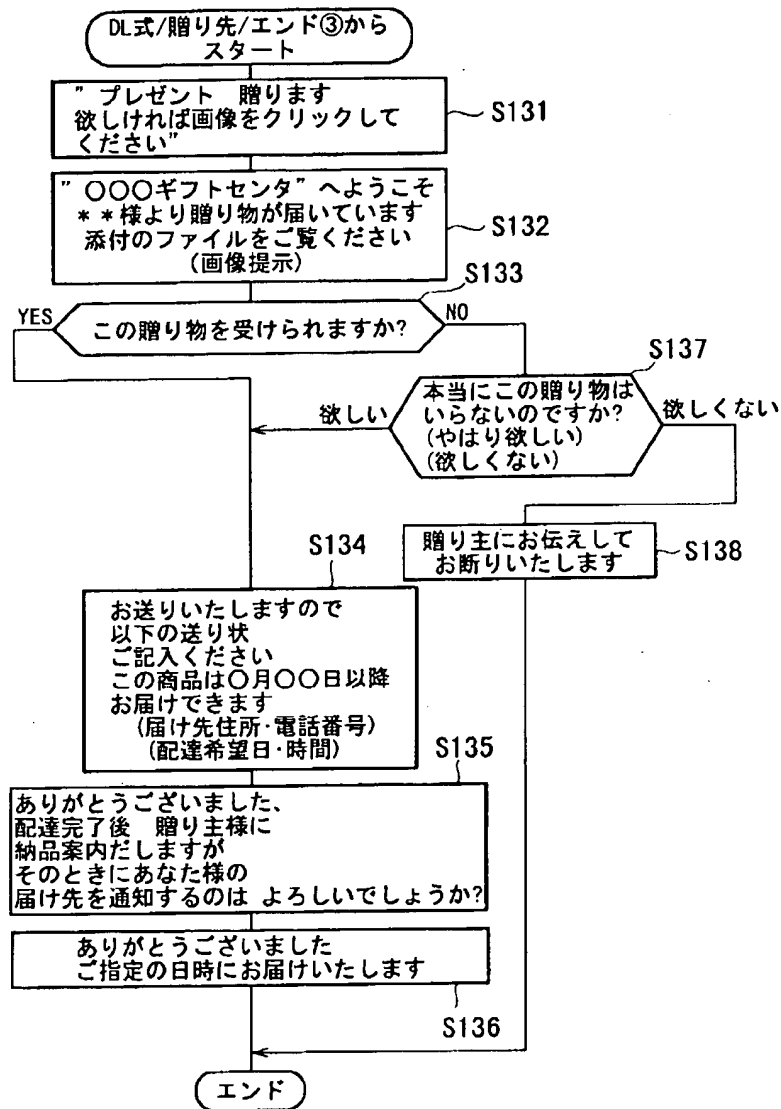 DL式/贈り先/エンド③から
スタート
” プレゼント 贈ります
欲しければ画像をクリックして
ください”
S131
” 〇〇〇ギフトセンタ” へようこそ
**様より贈り物が届いています
添付のファイルをご覧ください
(画像提示)
S132
S133
YES
この贈り物を受けられますか?
NO
S137
本当にこの贈り物は
いらないのですか?
(やはり欲しい)
(欲しくない)
欲しい
欲しくない
贈り主にお伝えして
お断りいたします
S138
S134
お送りいたしますので
以下の送り状
ご記入ください
この商品は〇月〇〇日以降
お届けできます
(届け先住所・電話番号)
(配達希望日・時間)
S135
ありがとうございました、
配達完了後 贈り主様に
納品案内だしますが
そのときにあなた様の
届け先を通知するのは よろしいでしょうか?
ありがとうございました
ご指定の日時にお届けいたします
S136
エンド